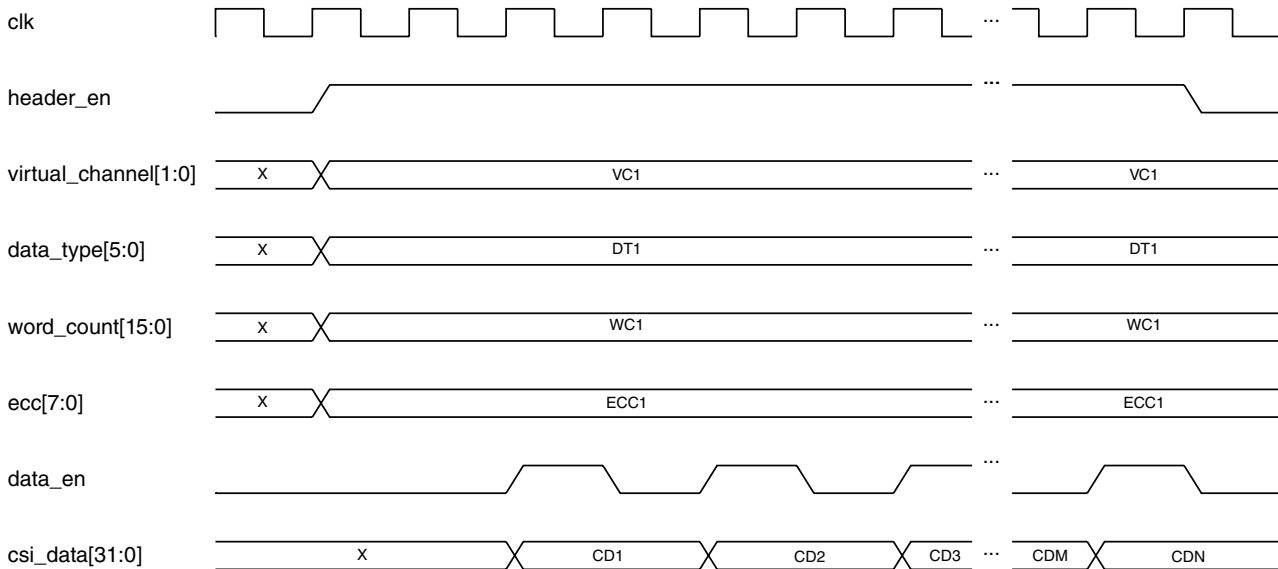 clk ...
header_en ...
virtual_channel[1:0] X VC1 ... VC1
data_type[5:0] X DT1 ... DT1
word_count[15:0] X WC1 ... WC1
ecc[7:0] X ECC1 ... ECC1
data_en ...
csi_data[31:0] X CD1 CD2 CD3 ... CDM CDN